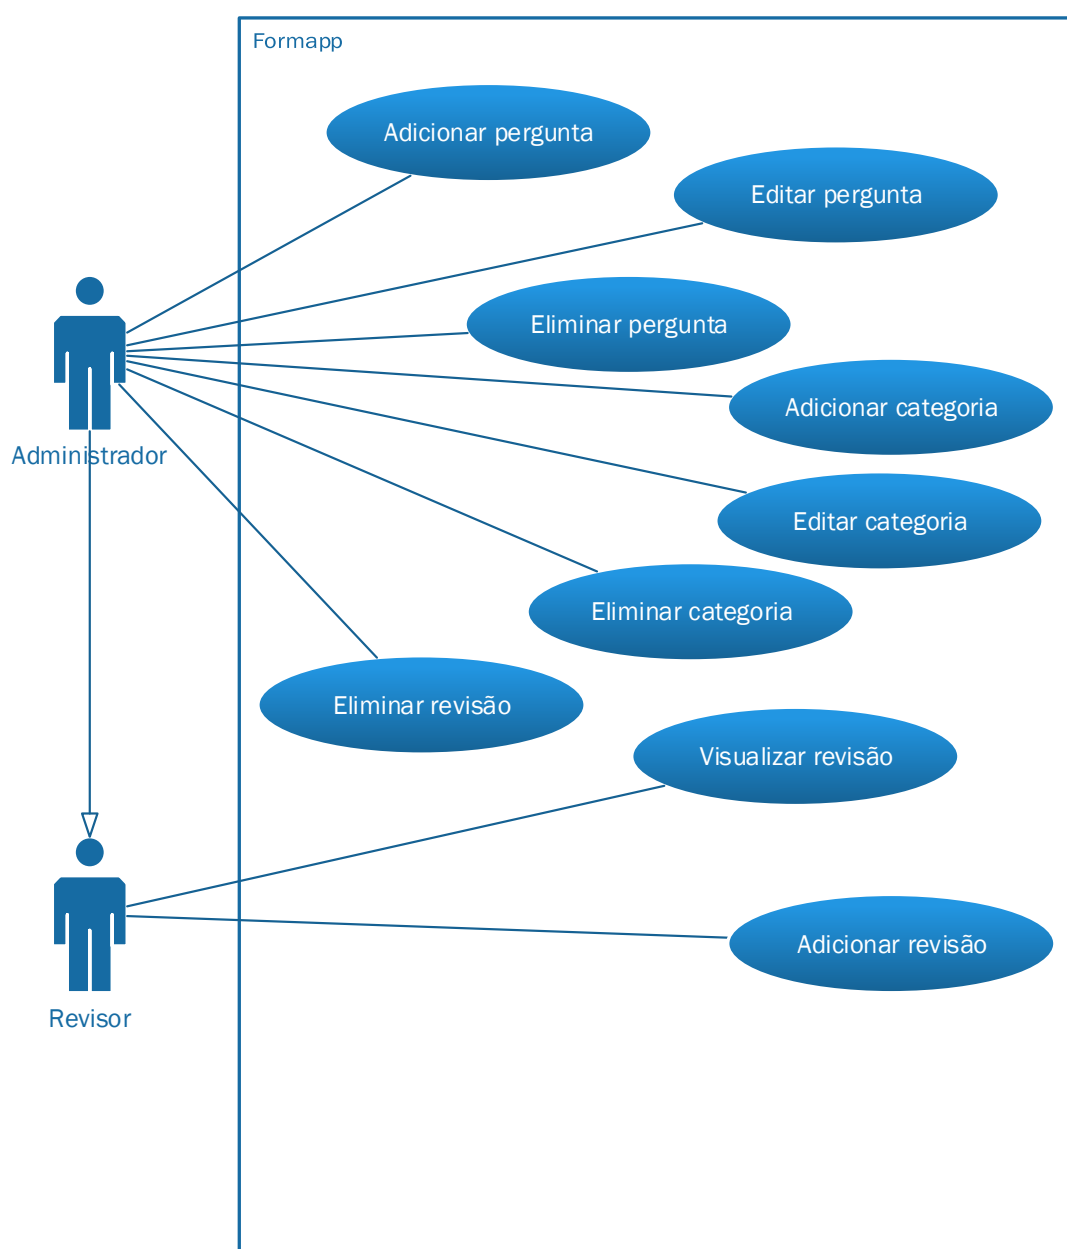 Formapp
Adicionar pergunta
Editar pergunta
Eliminar pergunta
Adicionar categoria
Administrador
Editar categoria
Eliminar categoria
Eliminar revisão
Visualizar revisão
Adicionar revisão
Revisor